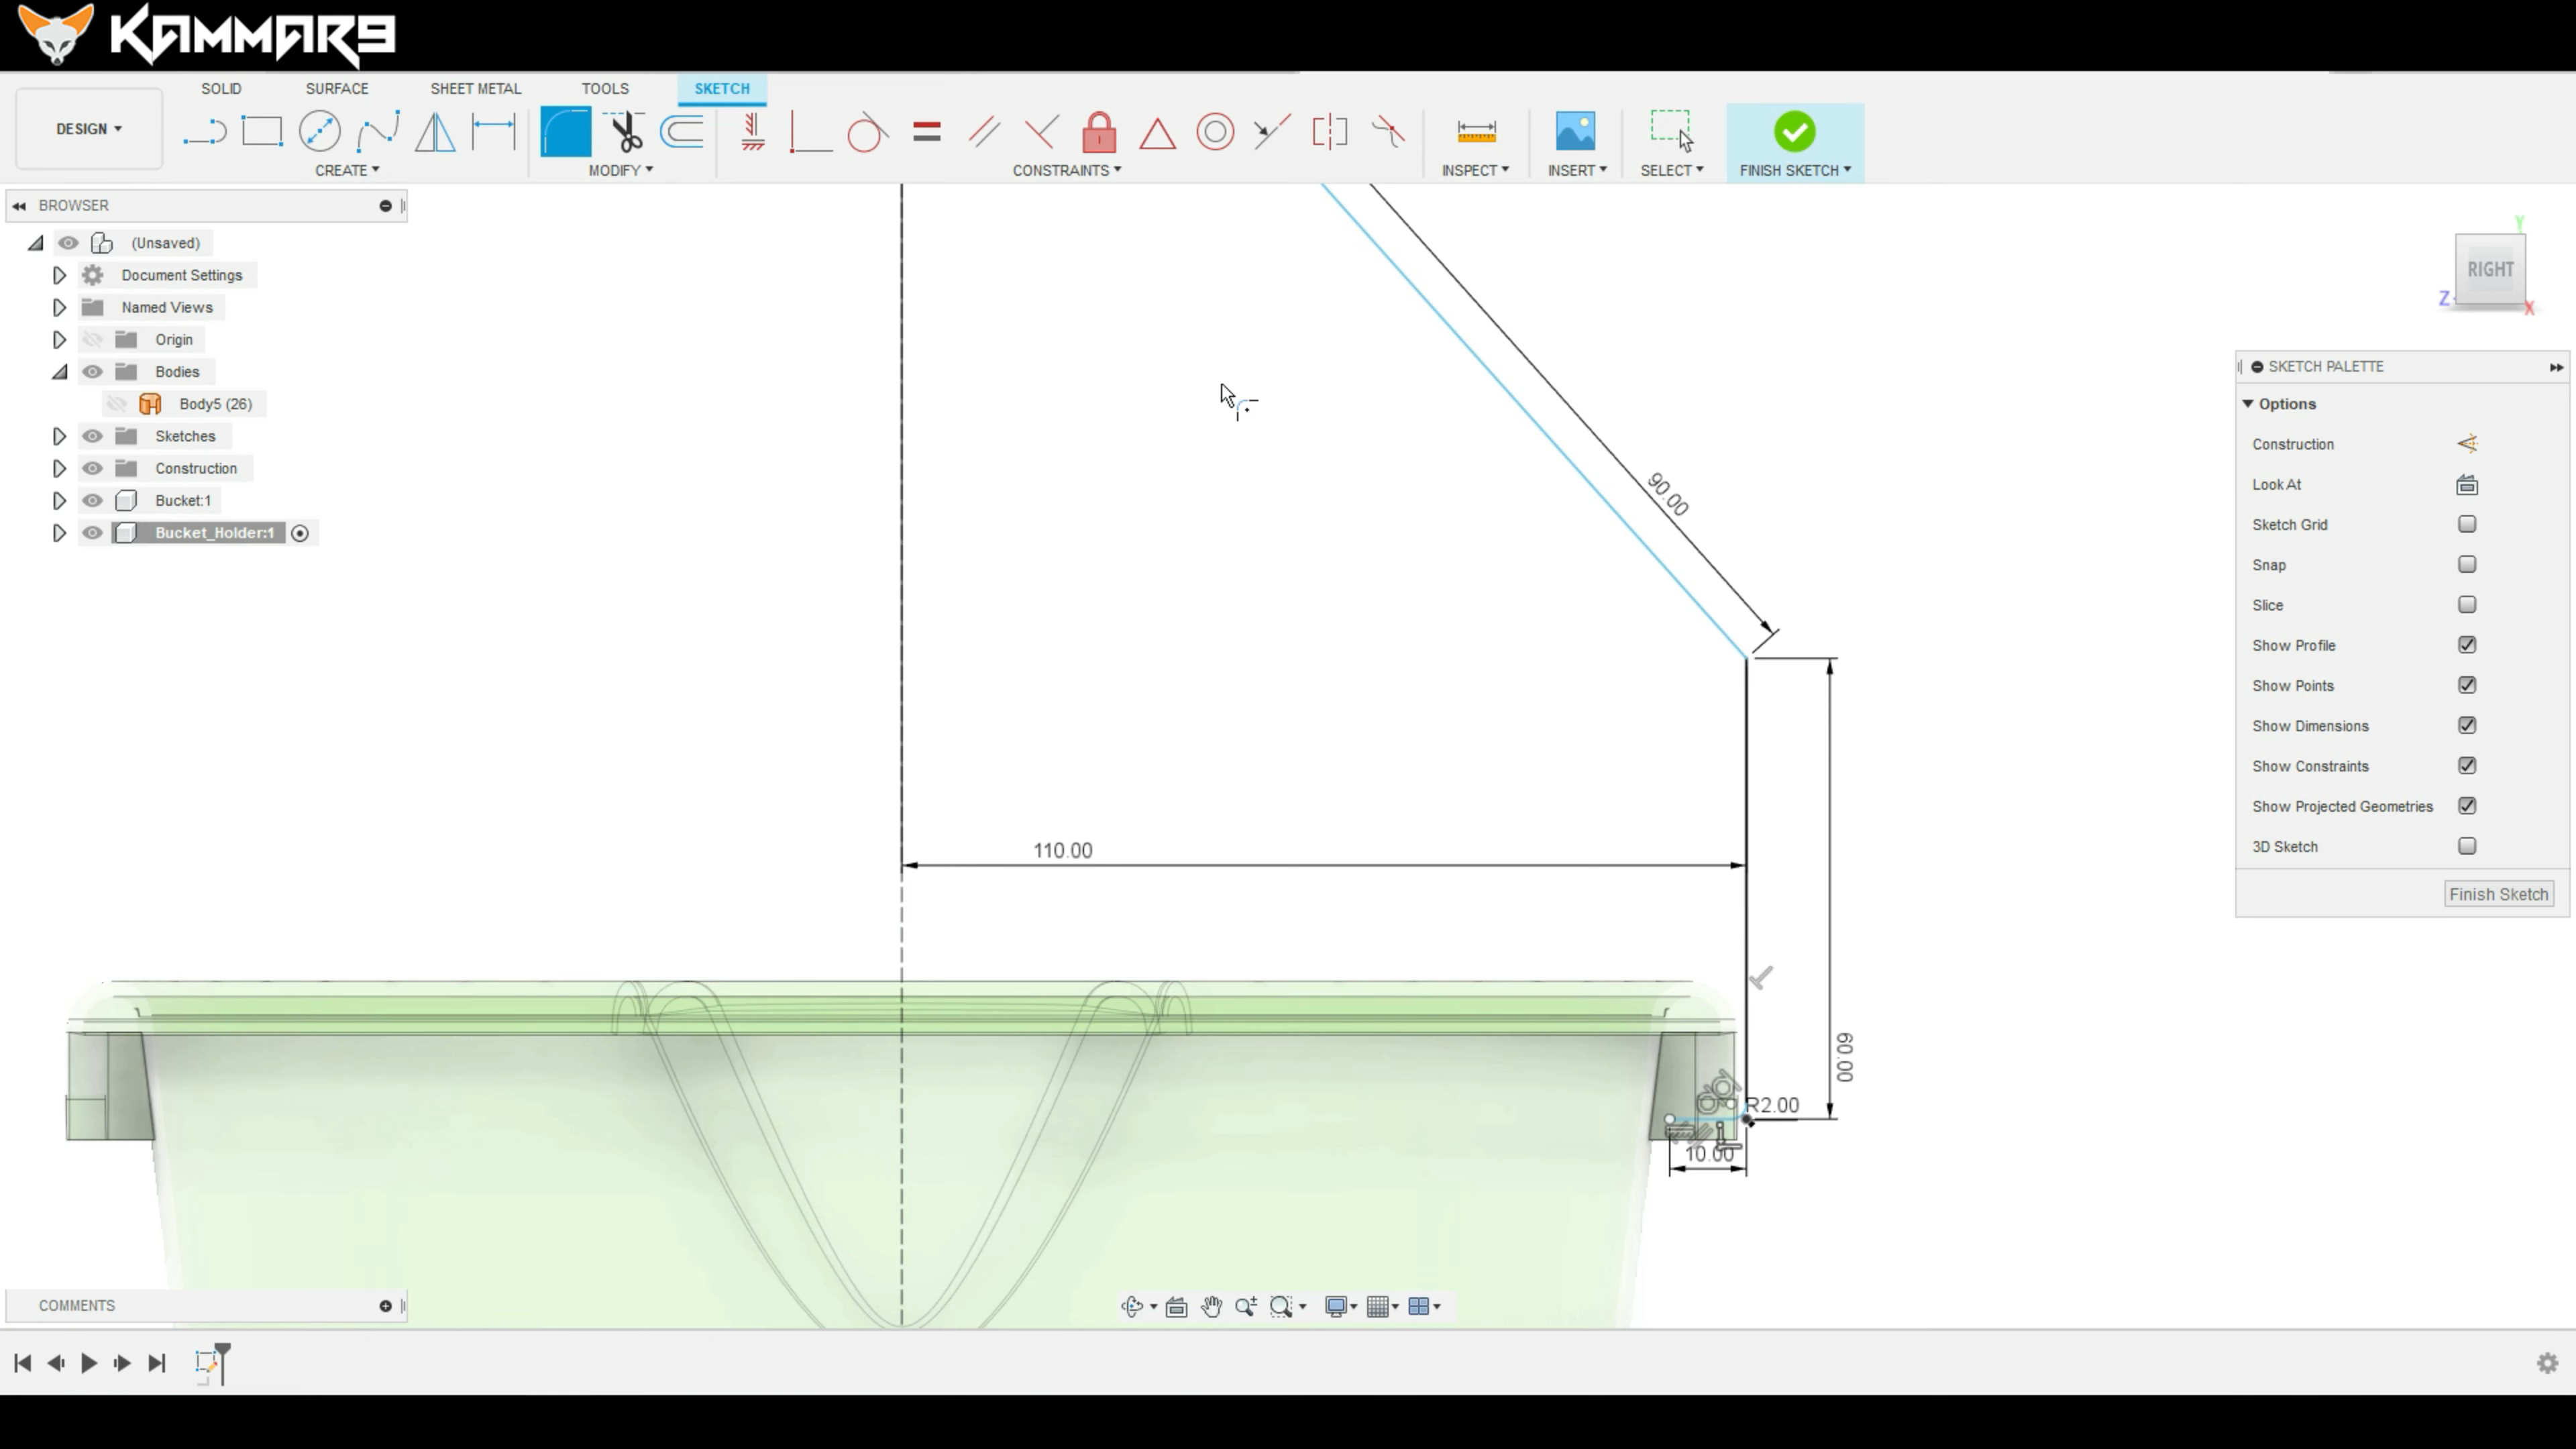 KAMMAR9
SOLID SURFACE SHEET METAL TOOLS SKETCH
DESIGN
CREATE MODIFY CONSTRAINTS INSPECT INSERT SELECT FINISH SKETCH
BROWSER
(Unsaved)
Document Settings
Named Views
Origin
Bodies
Body5 (26)
Sketches
Construction
Bucket:1
Bucket_Holder:1
Y
RIGHT
Z
X
SKETCH PALETTE
Options
Construction
Look At
Sketch Grid
Snap
Slice
Show Profile
Show Points
Show Dimensions
Show Constraints
Show Projected Geometries
3D Sketch
Finish Sketch
90.00
110.00
60.00
R2.00
10.00
COMMENTS